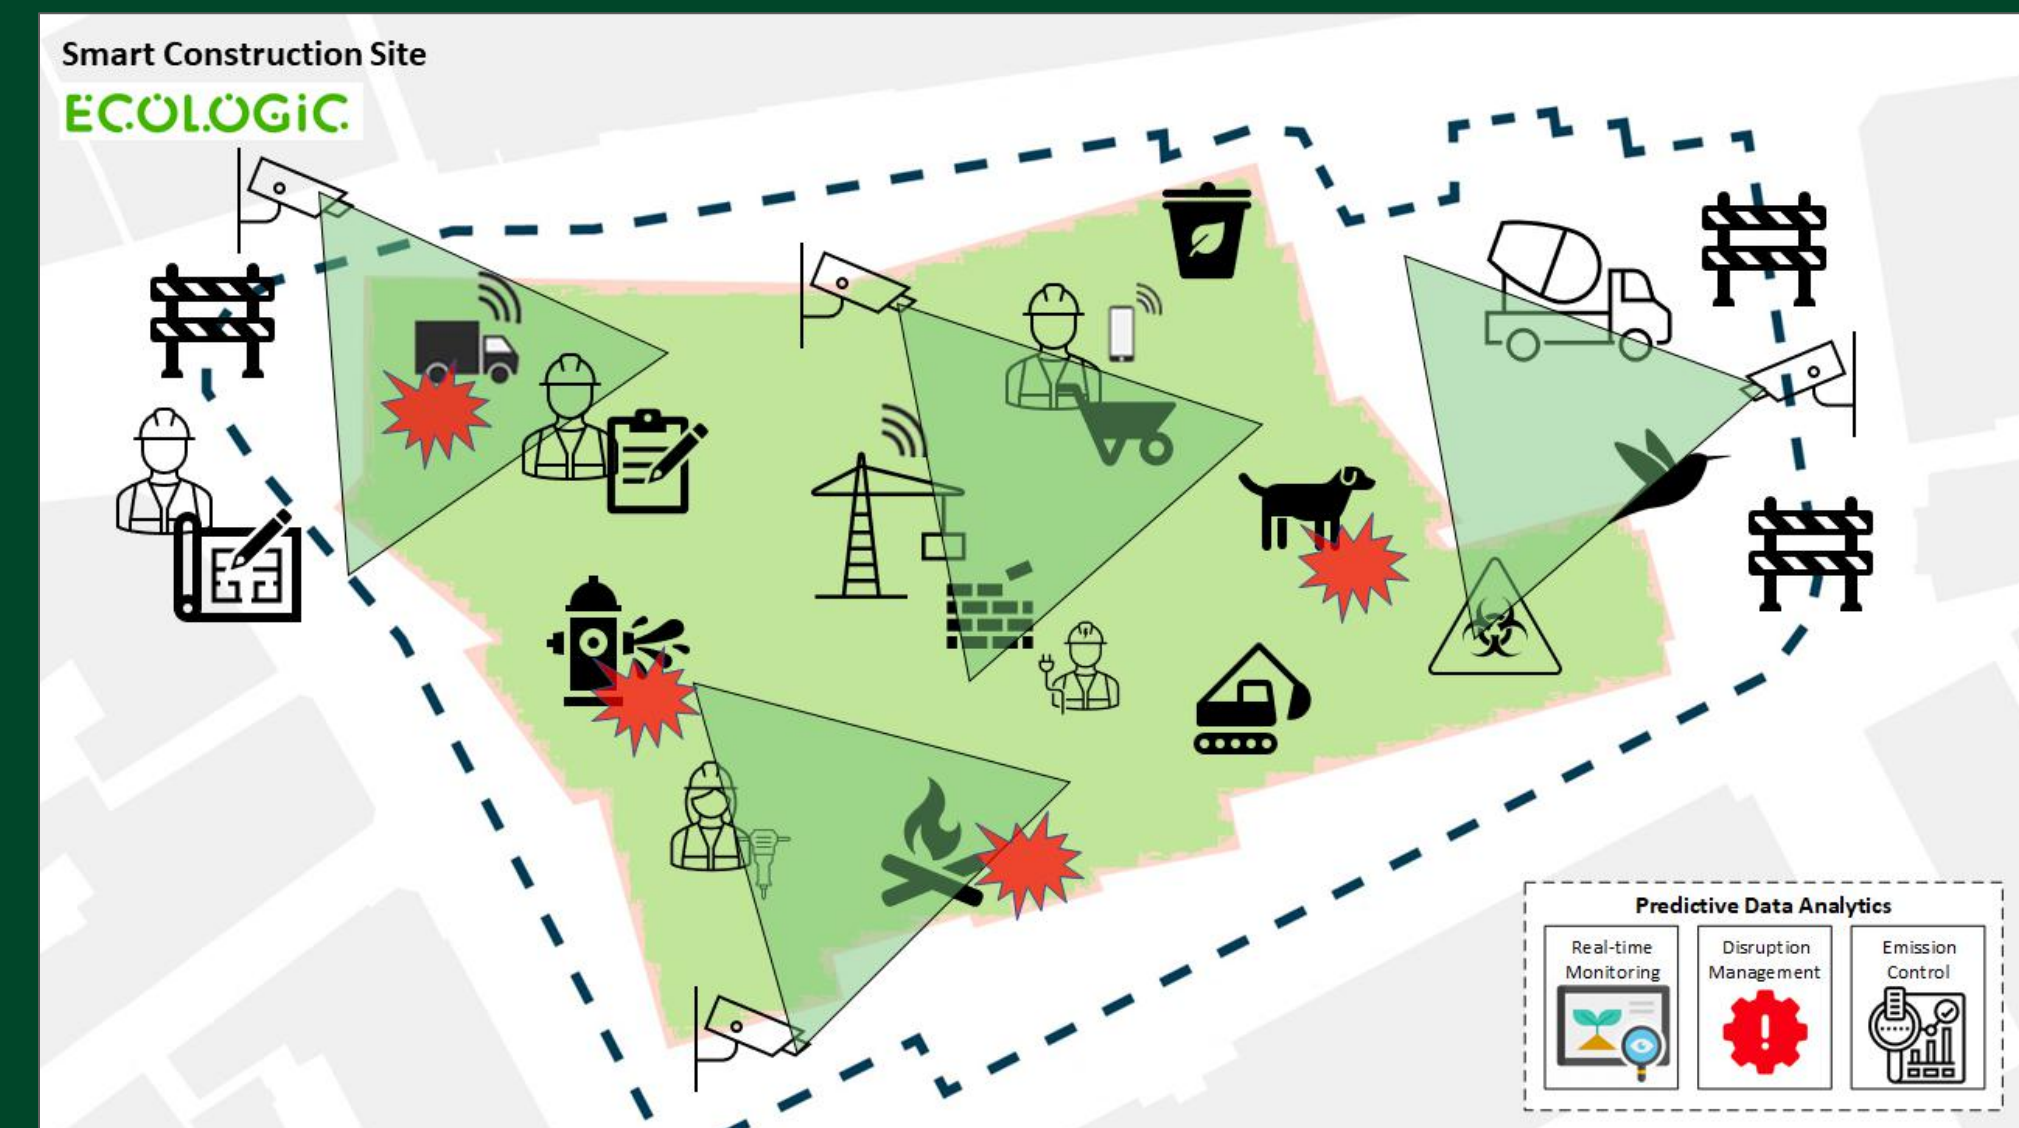 Smart Construction Site
ECOLOGiC
Predictive Data Analytics
Real-time
Monitoring
Disruption
Management
Emission
Control